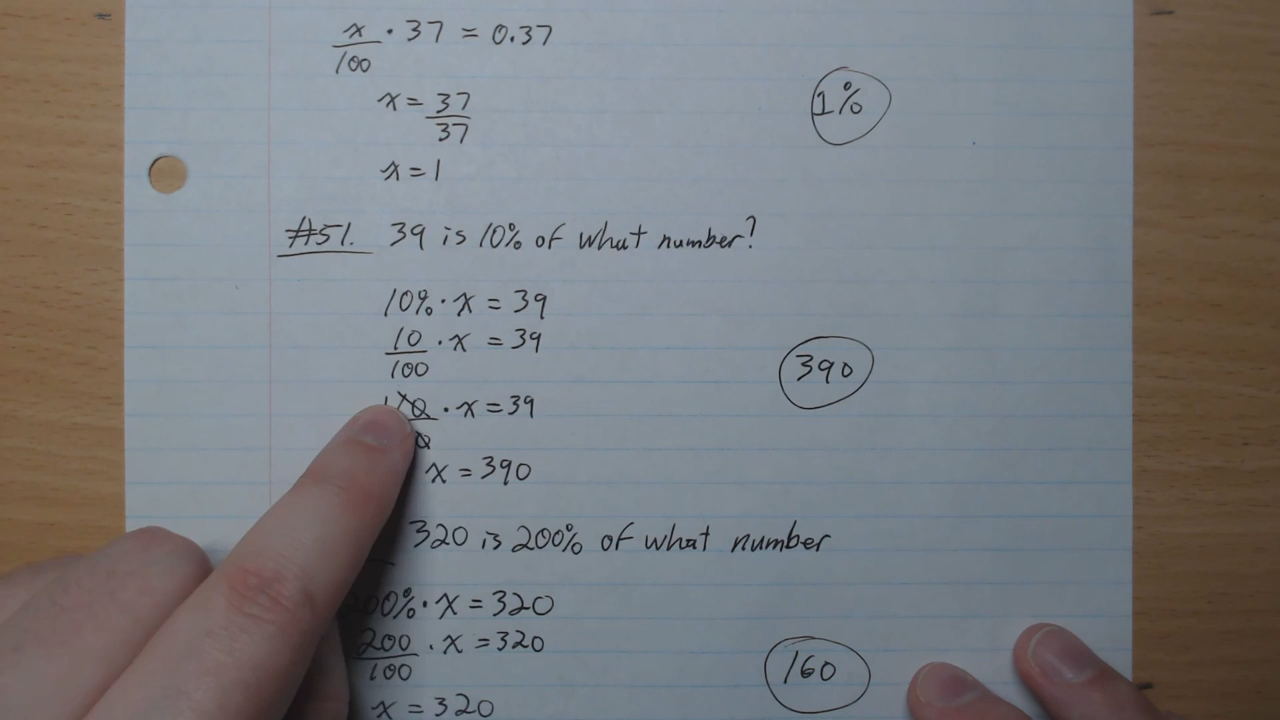 x/100 · 37 = 0.37
x = 37/37
1%
x = 1
#51. 39 is 10% of what number?
10% · x = 39
10/100 · x = 39
390
· x = 39
x = 390
320 is 200% of what number
00% · x = 320
200/100 · x = 320
160
x = 320